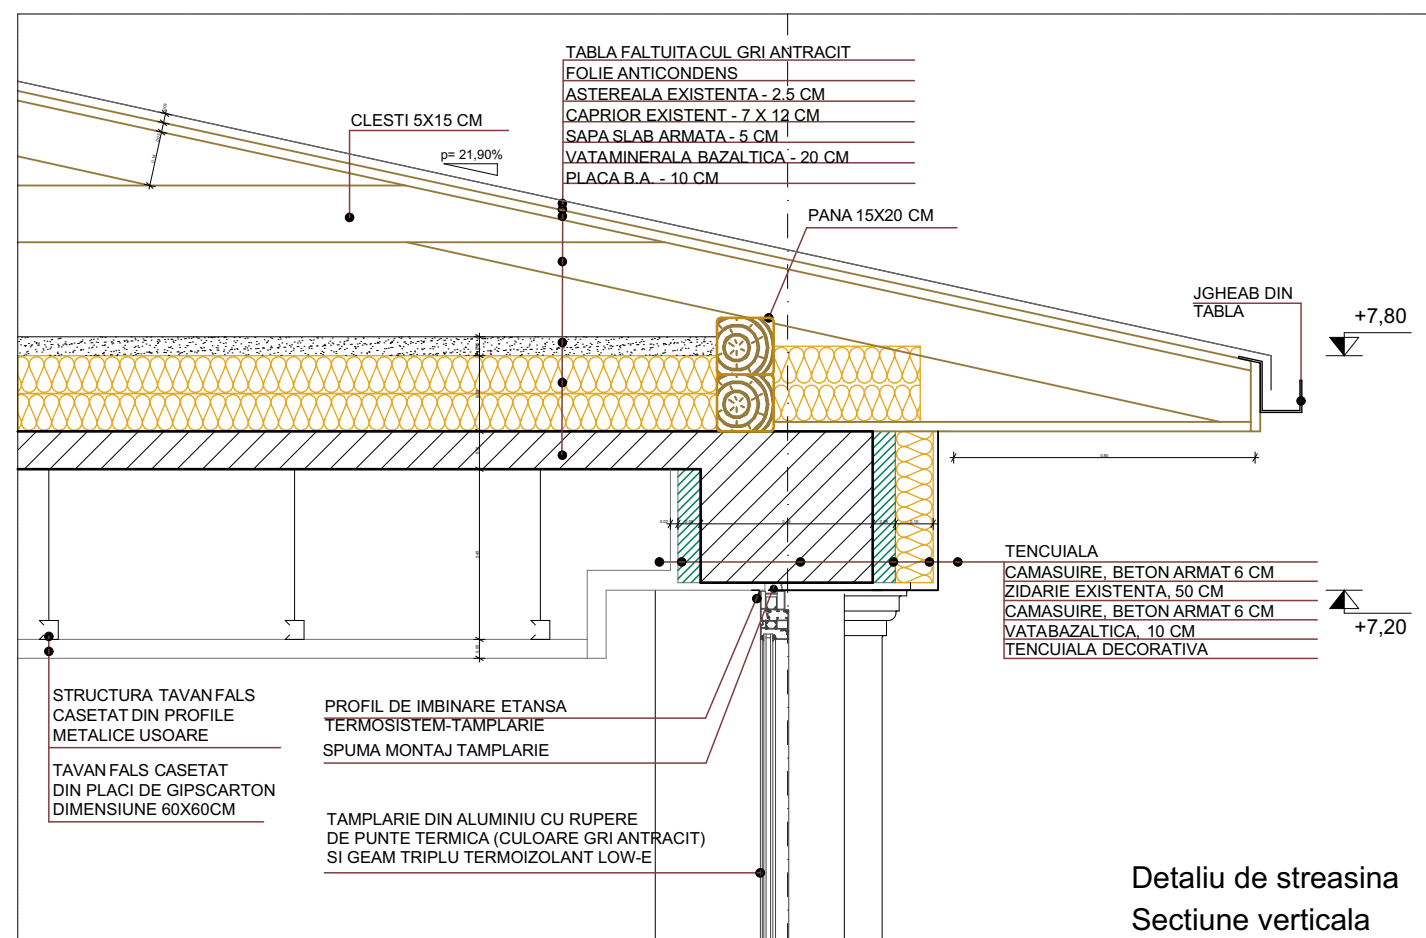 TABLA FALTUITA CUL GRI ANTRACIT
FOLIE ANTICONDENS
ASTEREALA EXISTENTA - 2.5 CM
CAPRIOR EXISTENT - 7 X 12 CM
SAPA SLAB ARMATA - 5 CM
VATA MINERALA BAZALTICA - 20 CM
PLACA B.A. - 10 CM
CLESTI 5X15 CM
p= 21,90%
PANA 15X20 CM
JGHEAB DIN
TABLA
+7,80
TENCUIALA
CAMASUIRE, BETON ARMAT 6 CM
ZIDARIE EXISTENTA, 50 CM
CAMASUIRE, BETON ARMAT 6 CM
VATA BAZALTICA, 10 CM
TENCUIALA DECORATIVA
+7,20
STRUCTURA TAVAN FALS
CASETAT DIN PROFILE
METALICE USOARE
TAVAN FALS CASETAT
DIN PLACI DE GIPSCARTON
DIMENSIUNE 60X60CM
PROFIL DE IMBINARE ETANSA
TERMOSISTEM-TAMPLARIE
SPUMA MONTAJ TAMPLARIE
TAMPLARIE DIN ALUMINIU CU RUPERE
DE PUNTE TERMICA (CULOARE GRI ANTRACIT)
SI GEAM TRIPLU TERMOIZOLANT LOW-E
Detaliu de streasina
Sectiune verticala